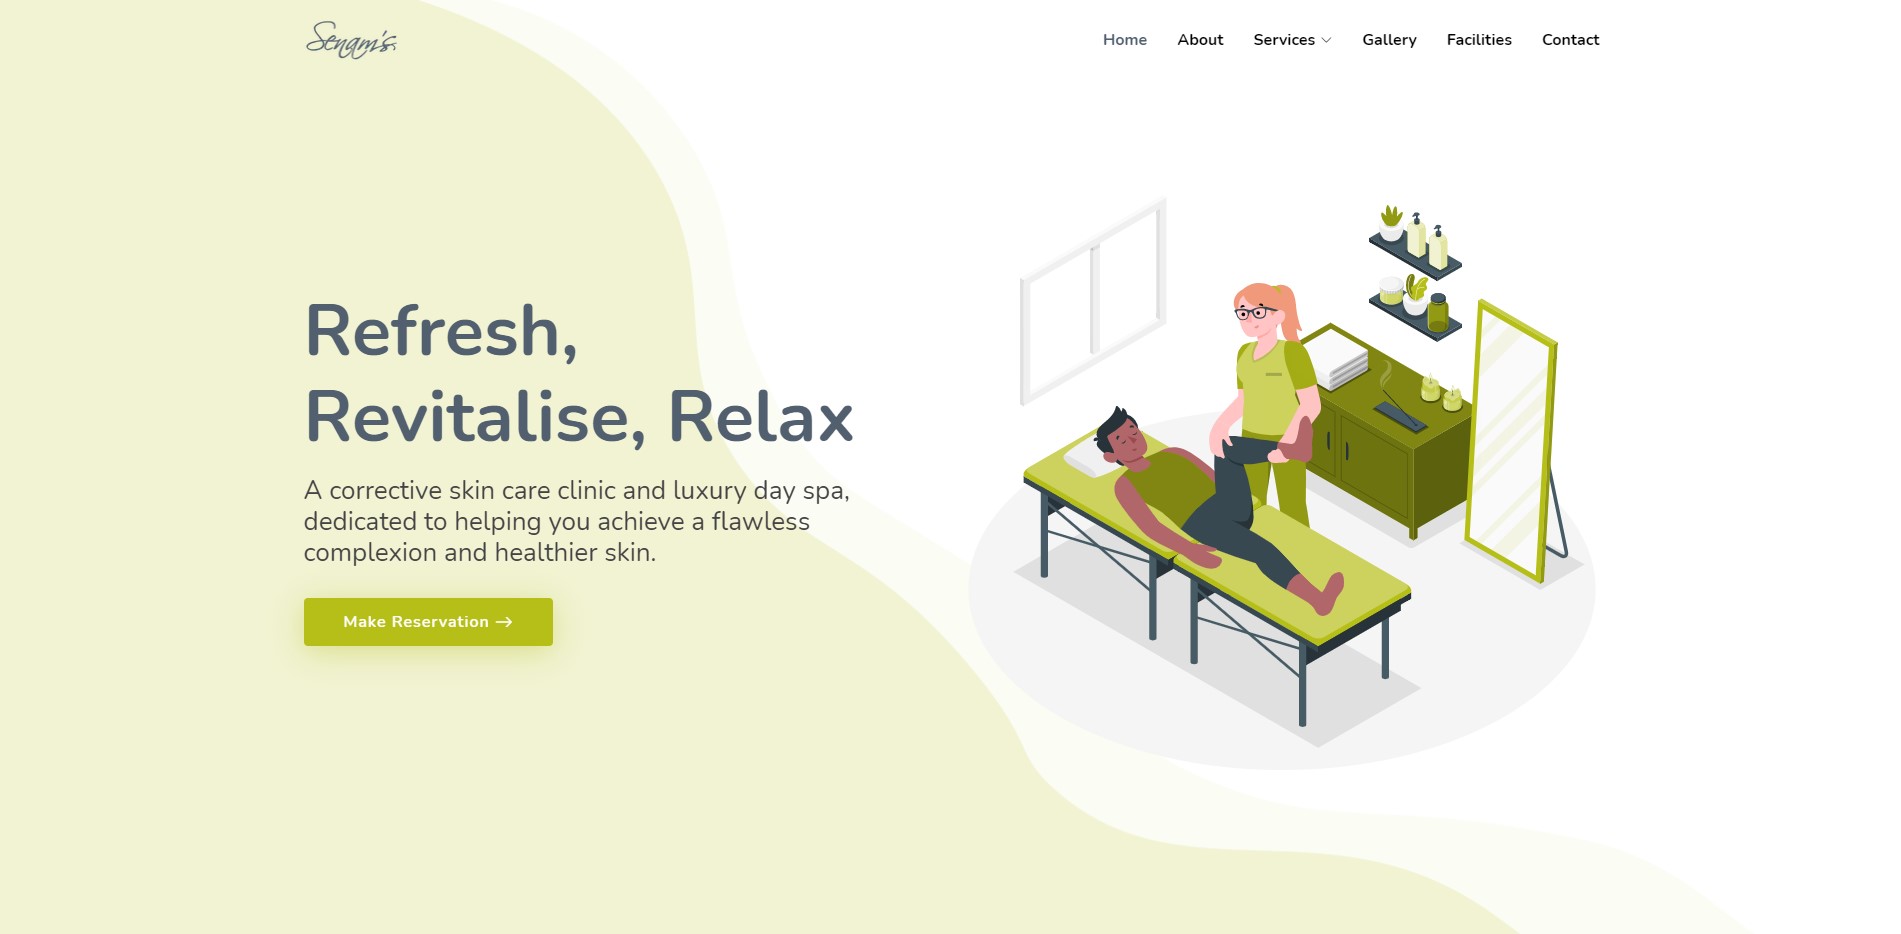 Senam's
Home About Services Gallery Facilities Contact
Refresh,
Revitalise, Relax
A corrective skin care clinic and luxury day spa,
dedicated to helping you achieve a flawless
complexion and healthier skin.
Make Reservation →